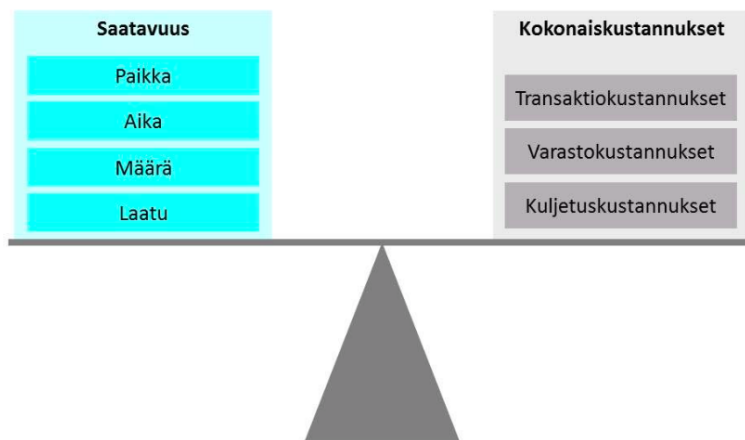 Saatavuus
Paikka
Aika
Määrä
Laatu
Kokonaiskustannukset
Transaktiokustannukset
Varastokustannukset
Kuljetuskustannukset